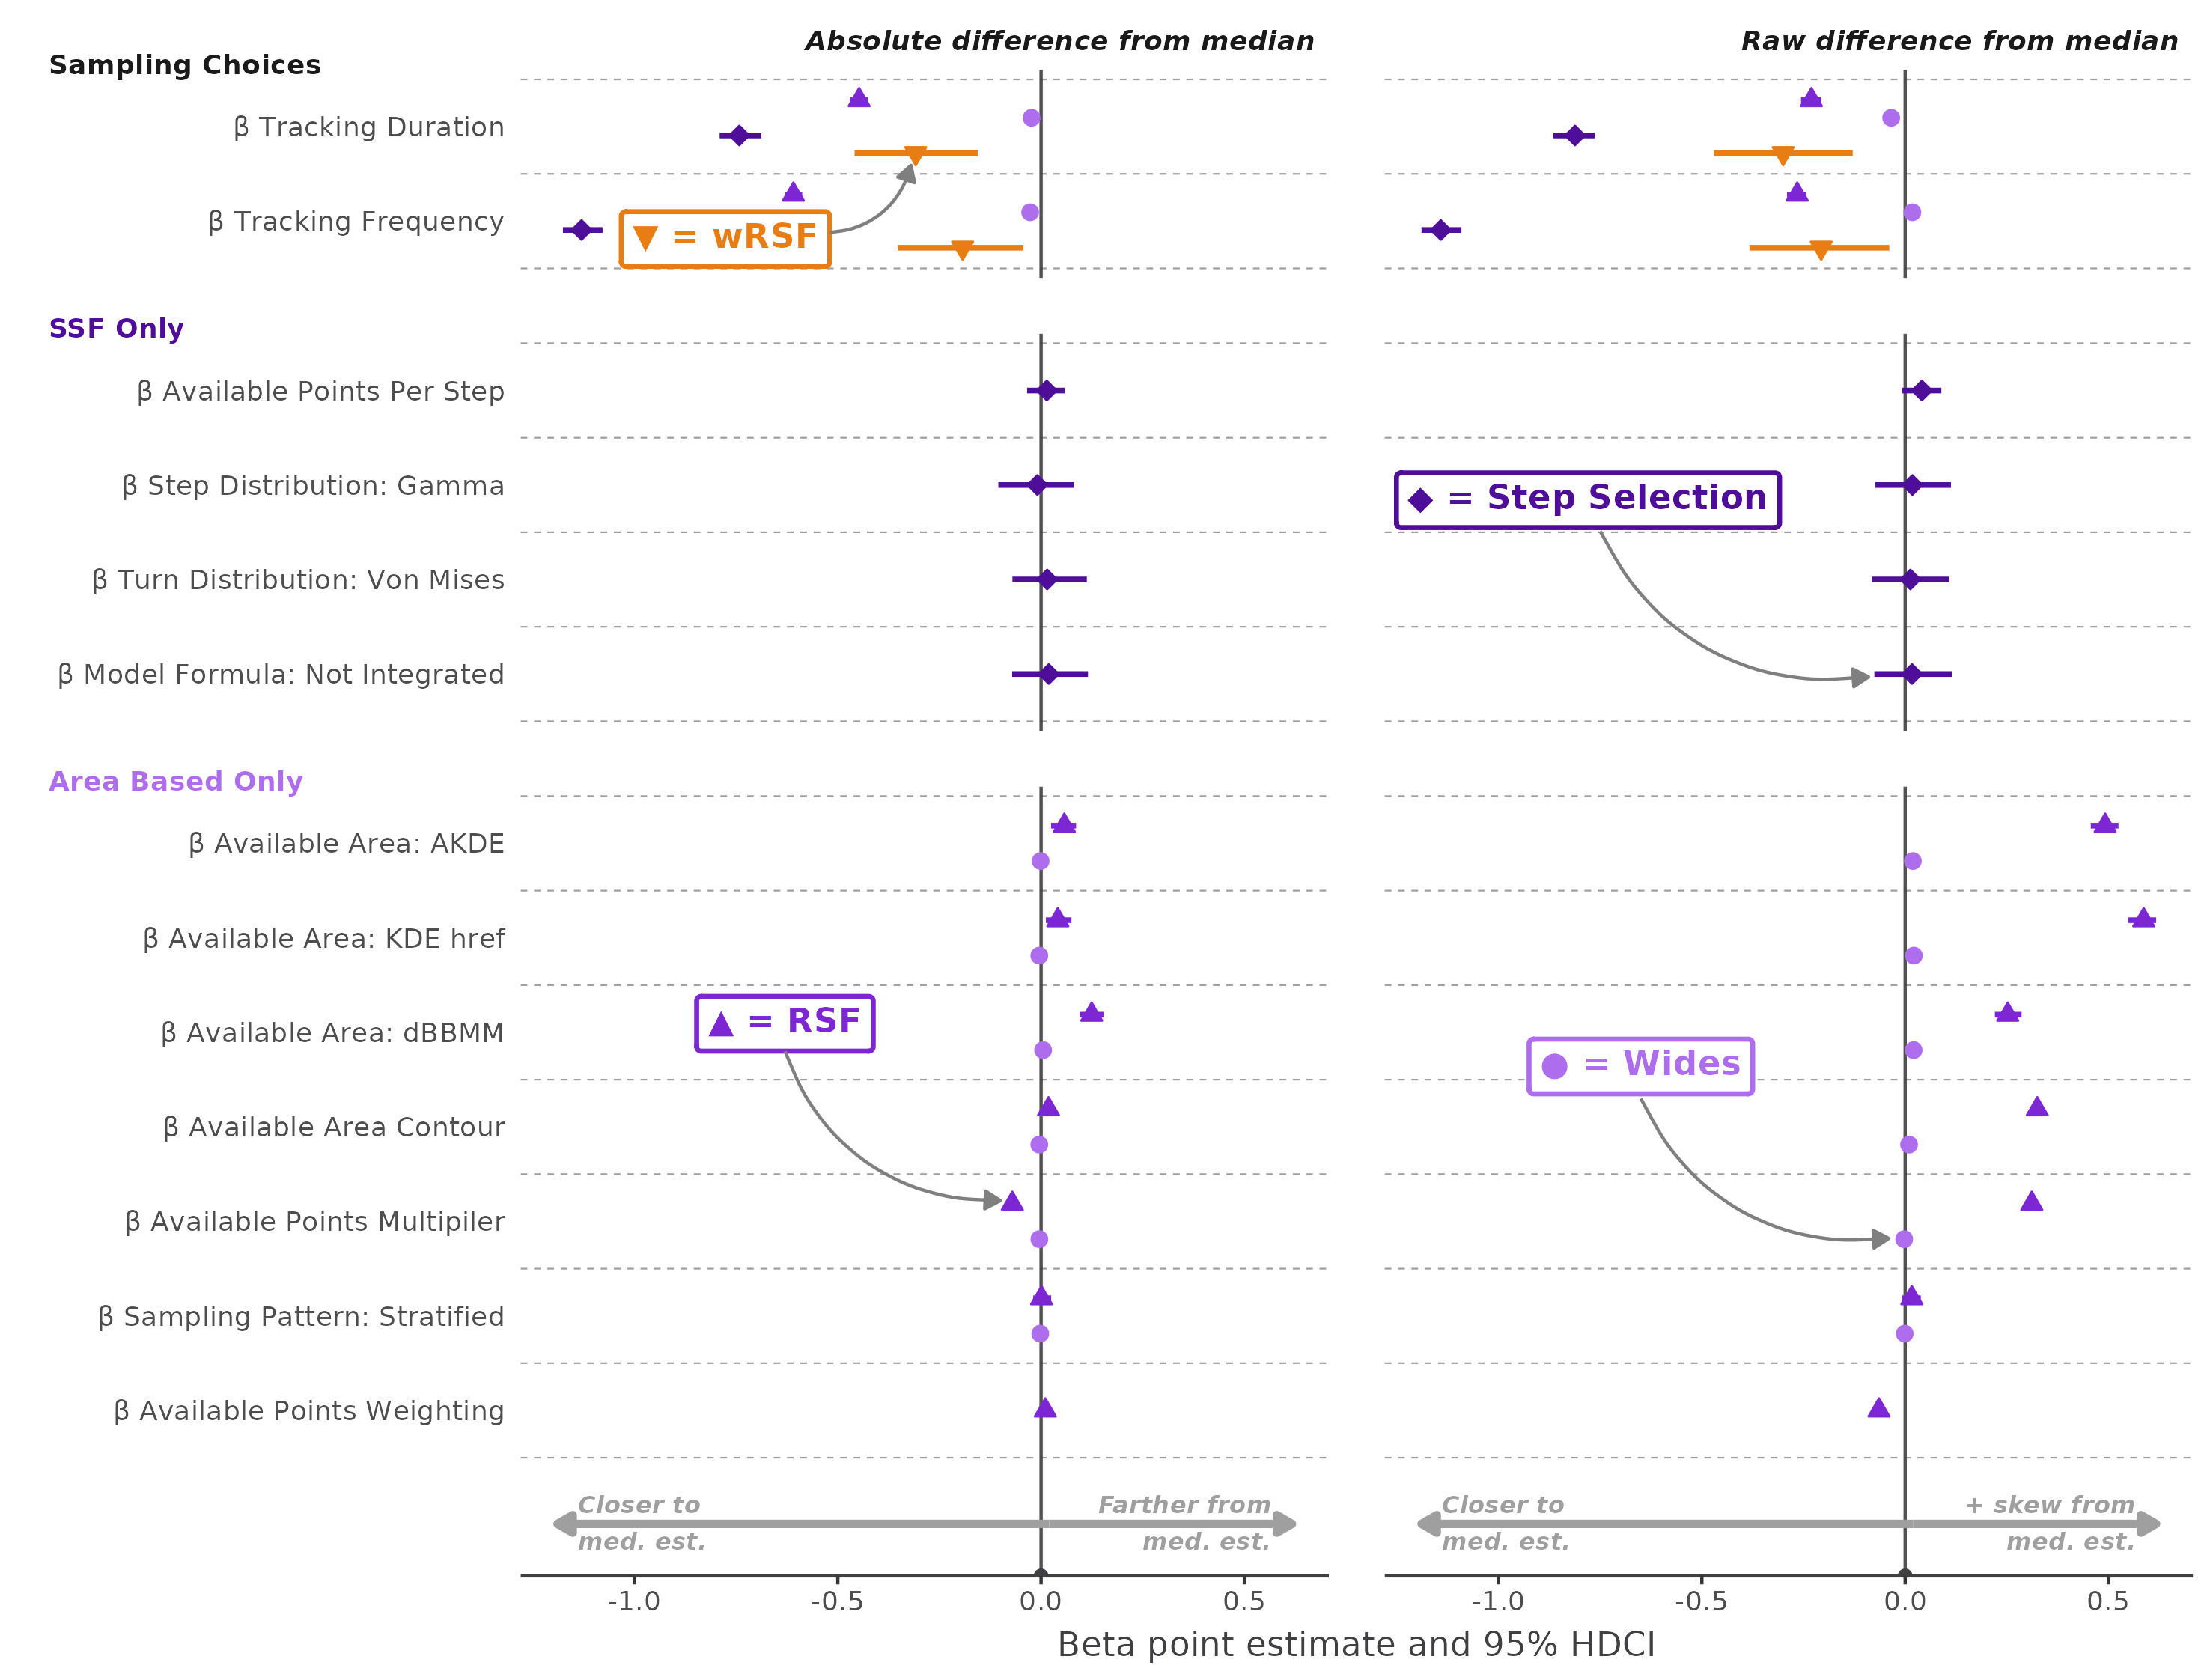 Absolute difference from median
Raw difference from median
Sampling Choices
β Tracking Duration
β Tracking Frequency
▼ = wRSF
SSF Only
β Available Points Per Step
β Step Distribution: Gamma
◆ = Step Selection
β Turn Distribution: Von Mises
β Model Formula: Not Integrated
Area Based Only
β Available Area: AKDE
β Available Area: KDE href
β Available Area: dBBMM
▲ = RSF
● = Wides
β Available Area Contour
β Available Points Multipiler
β Sampling Pattern: Stratified
β Available Points Weighting
Closer to
med. est.
Farther from
med. est.
Closer to
med. est.
+ skew from
med. est.
-1.0 -0.5 0.0 0.5
-1.0 -0.5 0.0 0.5
Beta point estimate and 95% HDCI